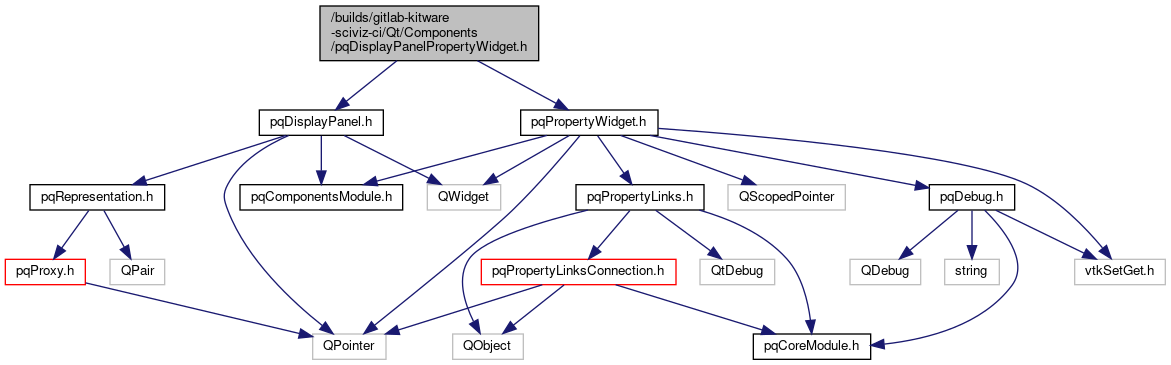 /builds/gitlab-kitware
-sciviz-ci/Qt/Components
/pqDisplayPanelPropertyWidget.h
pqDisplayPanel.h
pqPropertyWidget.h
pqRepresentation.h
pqComponentsModule.h
QWidget
pqPropertyLinks.h
QScopedPointer
pqDebug.h
pqProxy.h
QPair
pqPropertyLinksConnection.h
QtDebug
QDebug
string
vtkSetGet.h
QPointer
QObject
pqCoreModule.h